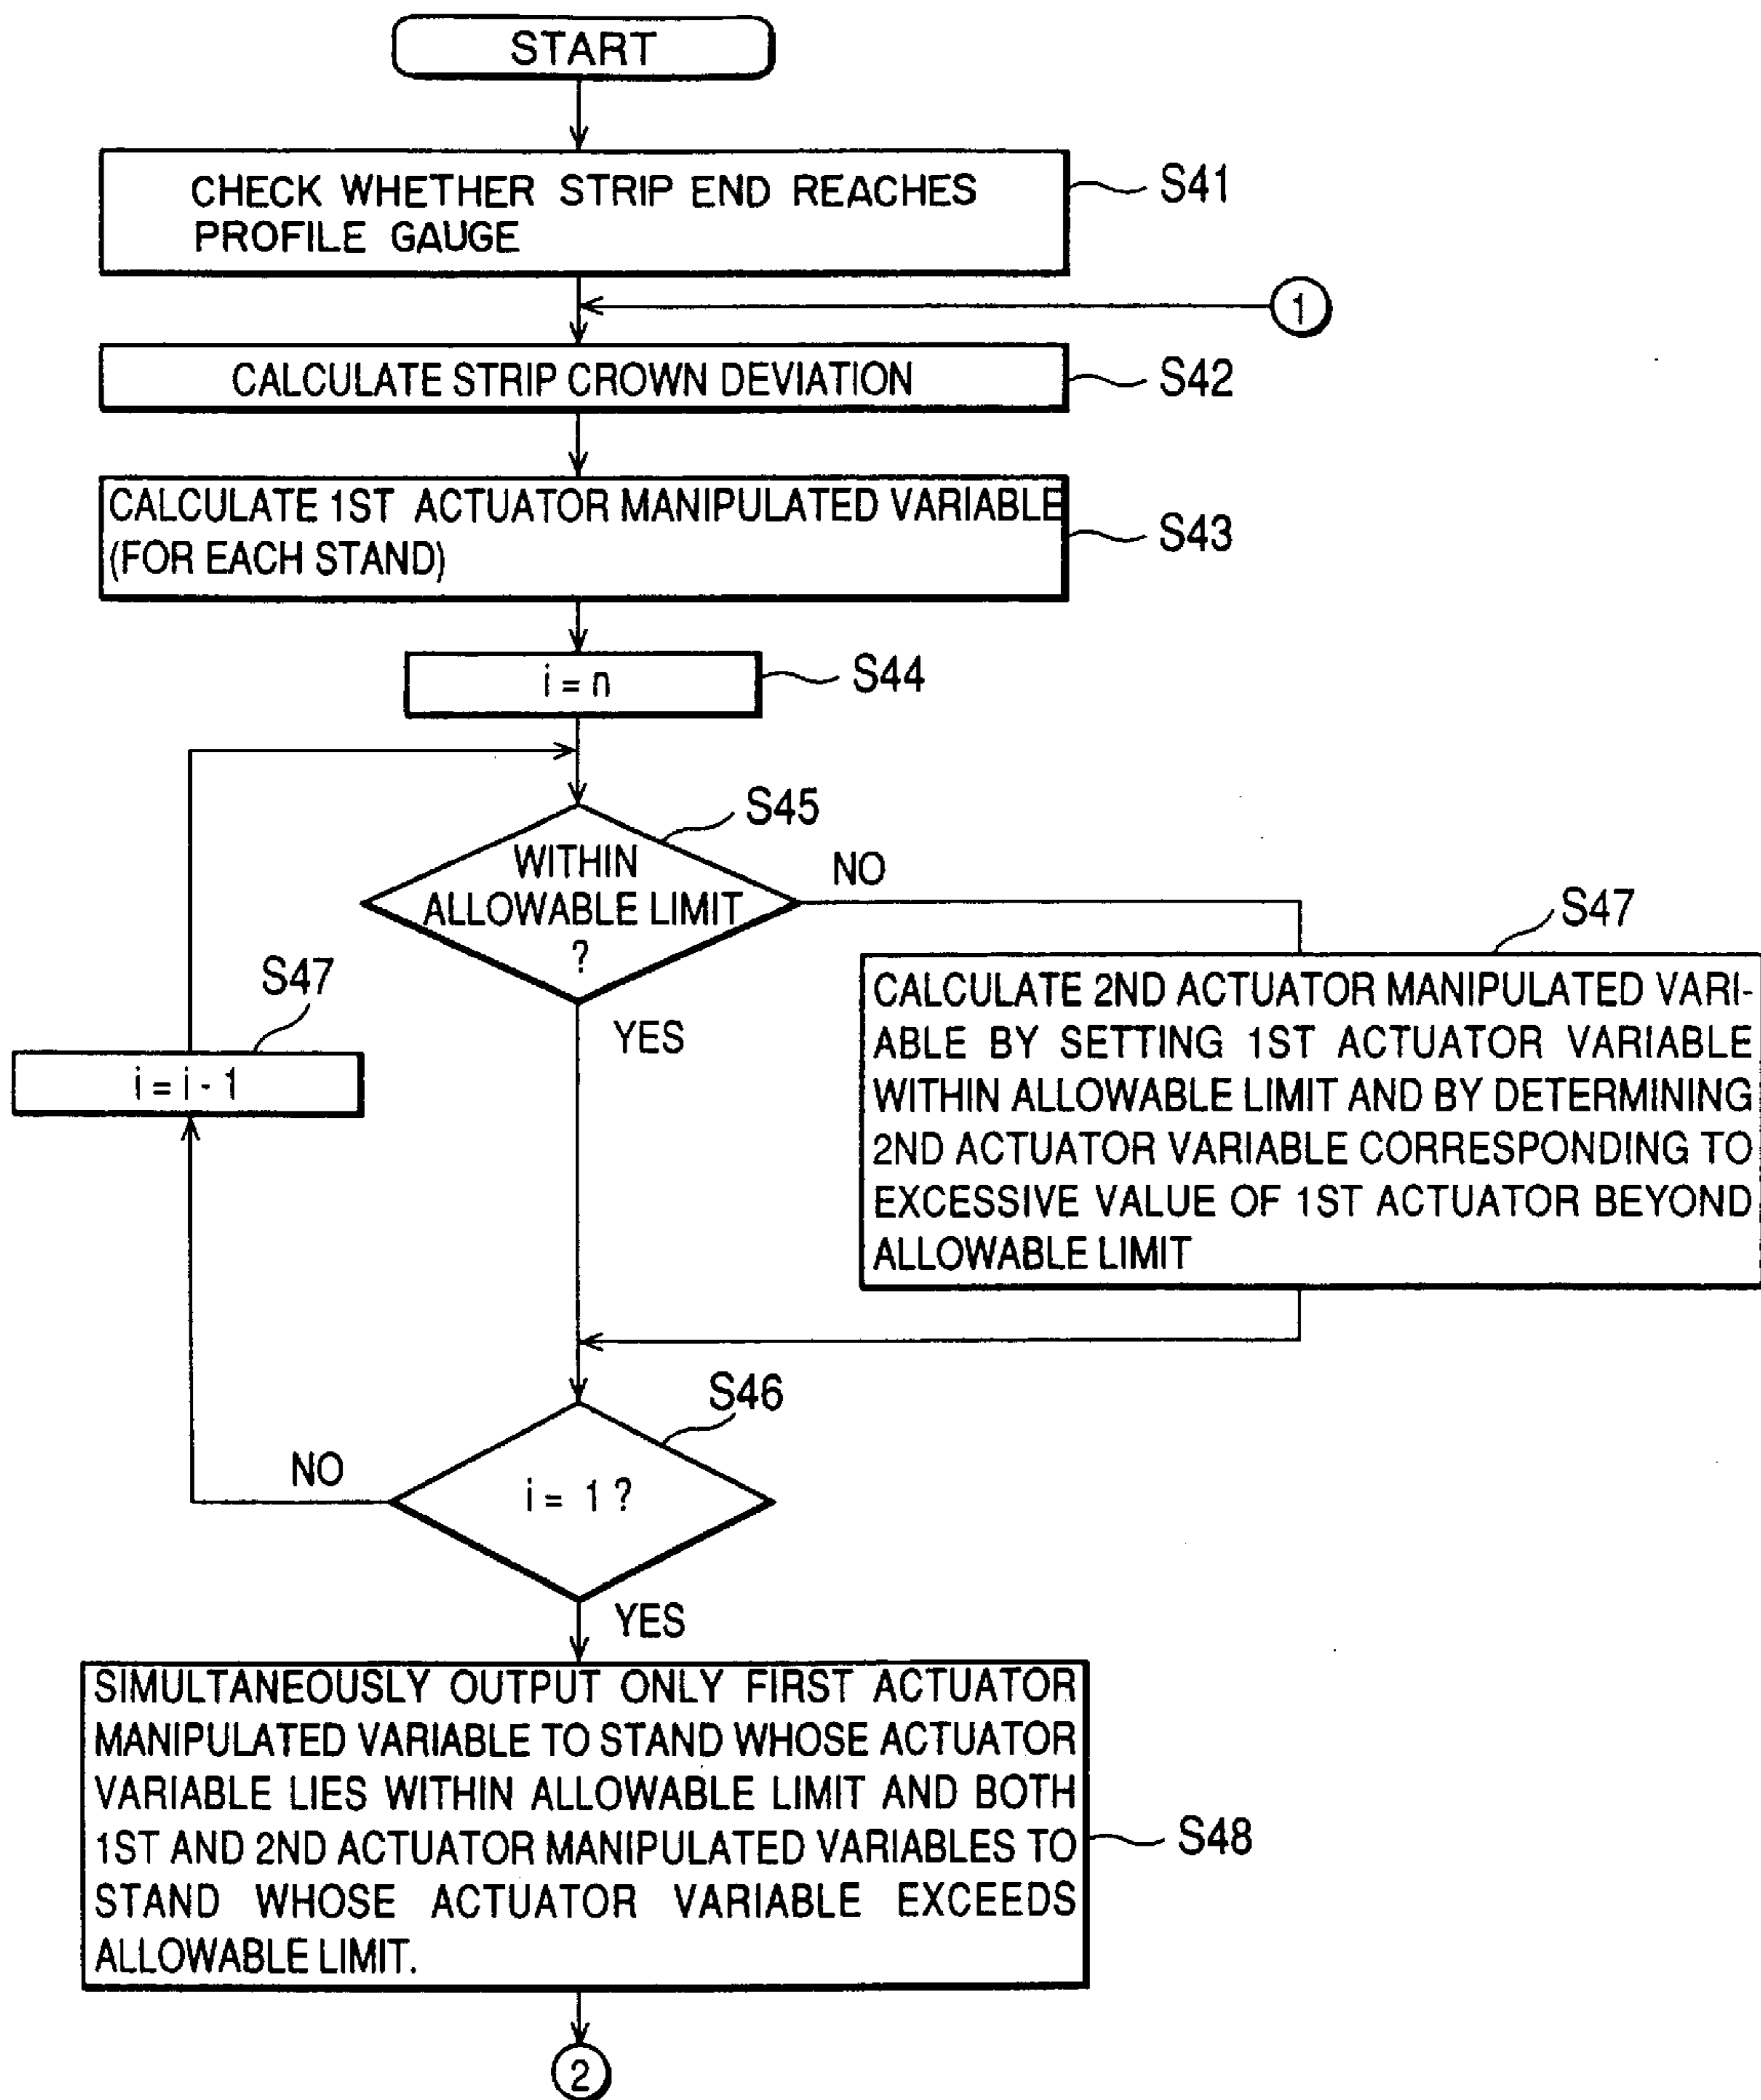 START
CHECK WHETHER STRIP END REACHES
PROFILE GAUGE
S41
1
CALCULATE STRIP CROWN DEVIATION
S42
CALCULATE 1ST ACTUATOR MANIPULATED VARIABLE
(FOR EACH STAND)
S43
i = n
S44
S45
WITHIN
ALLOWABLE LIMIT
?
NO
YES
S47
CALCULATE 2ND ACTUATOR MANIPULATED VARI-
ABLE BY SETTING 1ST ACTUATOR VARIABLE
WITHIN ALLOWABLE LIMIT AND BY DETERMINING
2ND ACTUATOR VARIABLE CORRESPONDING TO
EXCESSIVE VALUE OF 1ST ACTUATOR BEYOND
ALLOWABLE LIMIT
S47
i = i - 1
S46
i = 1 ?
NO
YES
SIMULTANEOUSLY OUTPUT ONLY FIRST ACTUATOR
MANIPULATED VARIABLE TO STAND WHOSE ACTUATOR
VARIABLE LIES WITHIN ALLOWABLE LIMIT AND BOTH
1ST AND 2ND ACTUATOR MANIPULATED VARIABLES TO
STAND WHOSE ACTUATOR VARIABLE EXCEEDS
ALLOWABLE LIMIT.
S48
2